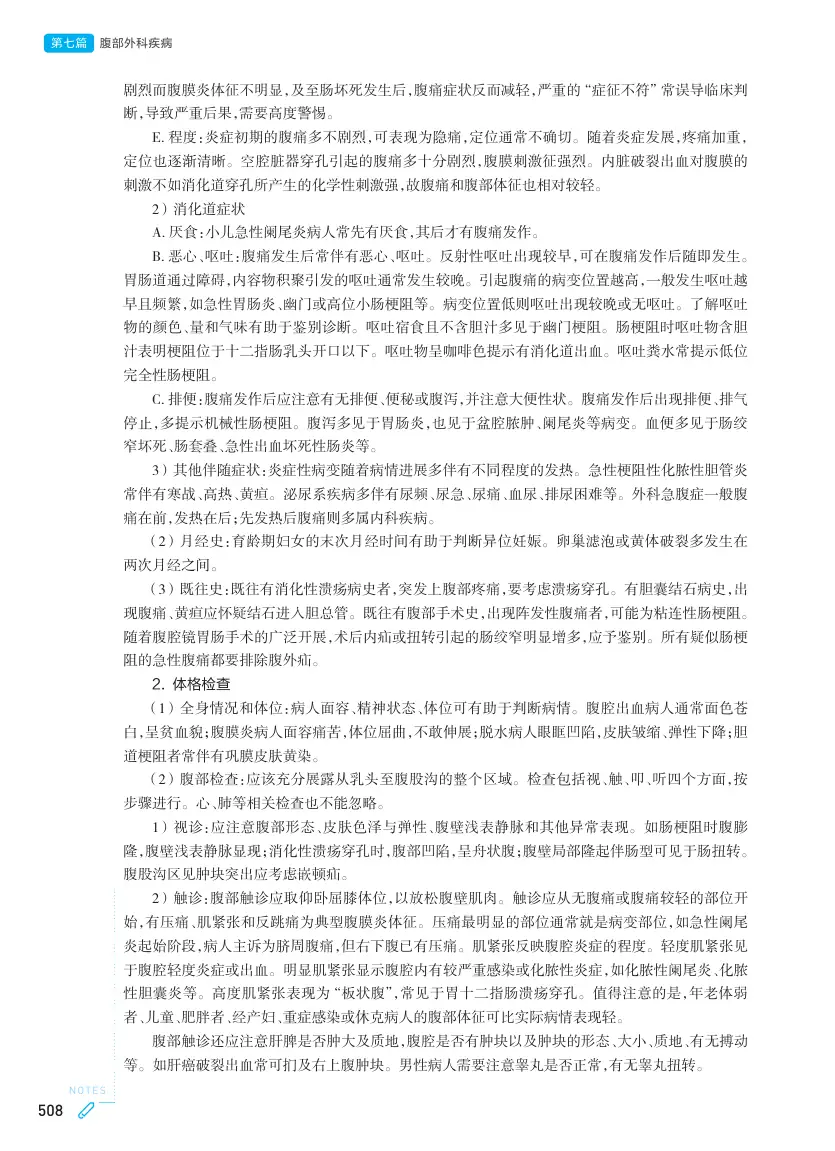 第七篇 腹部外科疾病
剧烈而腹膜炎体征不明显,及至肠坏死发生后,腹痛症状反而减轻,严重的“症征不符”常误导临床判
断,导致严重后果,需要高度警惕。
E. 程度:炎症初期的腹痛多不剧烈,可表现为隐痛,定位通常不确切。随着炎症发展,疼痛加重,
定位也逐渐清晰。空腔脏器穿孔引起的腹痛多十分剧烈,腹膜刺激征强烈。内脏破裂出血对腹膜的
刺激不如消化道穿孔所产生的化学性刺激强,故腹痛和腹部体征也相对较轻。
2)消化道症状
A. 厌食:小儿急性阑尾炎病人常先有厌食,其后才有腹痛发作。
B. 恶心、呕吐:腹痛发生后常伴有恶心、呕吐。反射性呕吐出现较早,可在腹痛发作后随即发生。
胃肠道通过障碍,内容物积聚引发的呕吐通常发生较晚。引起腹痛的病变位置越高,一般发生呕吐越
早且频繁,如急性胃肠炎、幽门或高位小肠梗阻等。病变位置低则呕吐出现较晚或无呕吐。了解呕吐
物的颜色、量和气味有助于鉴别诊断。呕吐宿食且不含胆汁多见于幽门梗阻。肠梗阻时呕吐物含胆
汁表明梗阻位于十二指肠乳头开口以下。呕吐物呈咖啡色提示有消化道出血。呕吐粪水常提示低位
完全性肠梗阻。
C. 排便:腹痛发作后应注意有无排便、便秘或腹泻,并注意大便性状。腹痛发作后出现排便、排气
停止,多提示机械性肠梗阻。腹泻多见于胃肠炎,也见于盆腔脓肿、阑尾炎等病变。血便多见于肠绞
窄坏死、肠套叠、急性出血坏死性肠炎等。
3)其他伴随症状:炎症性病变随着病情进展多伴有不同程度的发热。急性梗阻性化脓性胆管炎
常伴有寒战、高热、黄疸。泌尿系疾病多伴有尿频、尿急、尿痛、血尿、排尿困难等。外科急腹症一般腹
痛在前,发热在后;先发热后腹痛则多属内科疾病。
(2)月经史:育龄期妇女的末次月经时间有助于判断异位妊娠。卵巢滤泡或黄体破裂多发生在
两次月经之间。
(3)既往史:既往有消化性溃疡病史者,突发上腹部疼痛,要考虑溃疡穿孔。有胆囊结石病史,出
现腹痛、黄疸应怀疑结石进入胆总管。既往有腹部手术史,出现阵发性腹痛者,可能为粘连性肠梗阻。
随着腹腔镜胃肠手术的广泛开展,术后内疝或扭转引起的肠绞窄明显增多,应予鉴别。所有疑似肠梗
阻的急性腹痛都要排除腹外疝。
2. 体格检查
(1)全身情况和体位:病人面容、精神状态、体位可有助于判断病情。腹腔出血病人通常面色苍
白,呈贫血貌;腹膜炎病人面容痛苦,体位屈曲,不敢伸展;脱水病人眼眶凹陷,皮肤皱缩、弹性下降;胆
道梗阻者常伴有巩膜皮肤黄染。
(2)腹部检查:应该充分展露从乳头至腹股沟的整个区域。检查包括视、触、叩、听四个方面,按
步骤进行。心、肺等相关检查也不能忽略。
1)视诊:应注意腹部形态、皮肤色泽与弹性、腹壁浅表静脉和其他异常表现。如肠梗阻时腹膨
隆,腹壁浅表静脉显现;消化性溃疡穿孔时,腹部凹陷,呈舟状腹;腹壁局部隆起伴肠型可见于肠扭转。
腹股沟区见肿块突出应考虑嵌顿疝。
2)触诊:腹部触诊应取仰卧屈膝体位,以放松腹壁肌肉。触诊应从无腹痛或腹痛较轻的部位开
始,有压痛、肌紧张和反跳痛为典型腹膜炎体征。压痛最明显的部位通常就是病变部位,如急性阑尾
炎起始阶段,病人主诉为脐周腹痛,但右下腹已有压痛。肌紧张反映腹腔炎症的程度。轻度肌紧张见
于腹腔轻度炎症或出血。明显肌紧张显示腹腔内有较严重感染或化脓性炎症,如化脓性阑尾炎、化脓
性胆囊炎等。高度肌紧张表现为“板状腹”,常见于胃十二指肠溃疡穿孔。值得注意的是,年老体弱
者、儿童、肥胖者、经产妇、重症感染或休克病人的腹部体征可比实际病情表现轻。
腹部触诊还应注意肝脾是否肿大及质地,腹腔是否有肿块以及肿块的形态、大小、质地、有无搏动
等。如肝癌破裂出血常可扪及右上腹肿块。男性病人需要注意睾丸是否正常,有无睾丸扭转。
NOTES
508